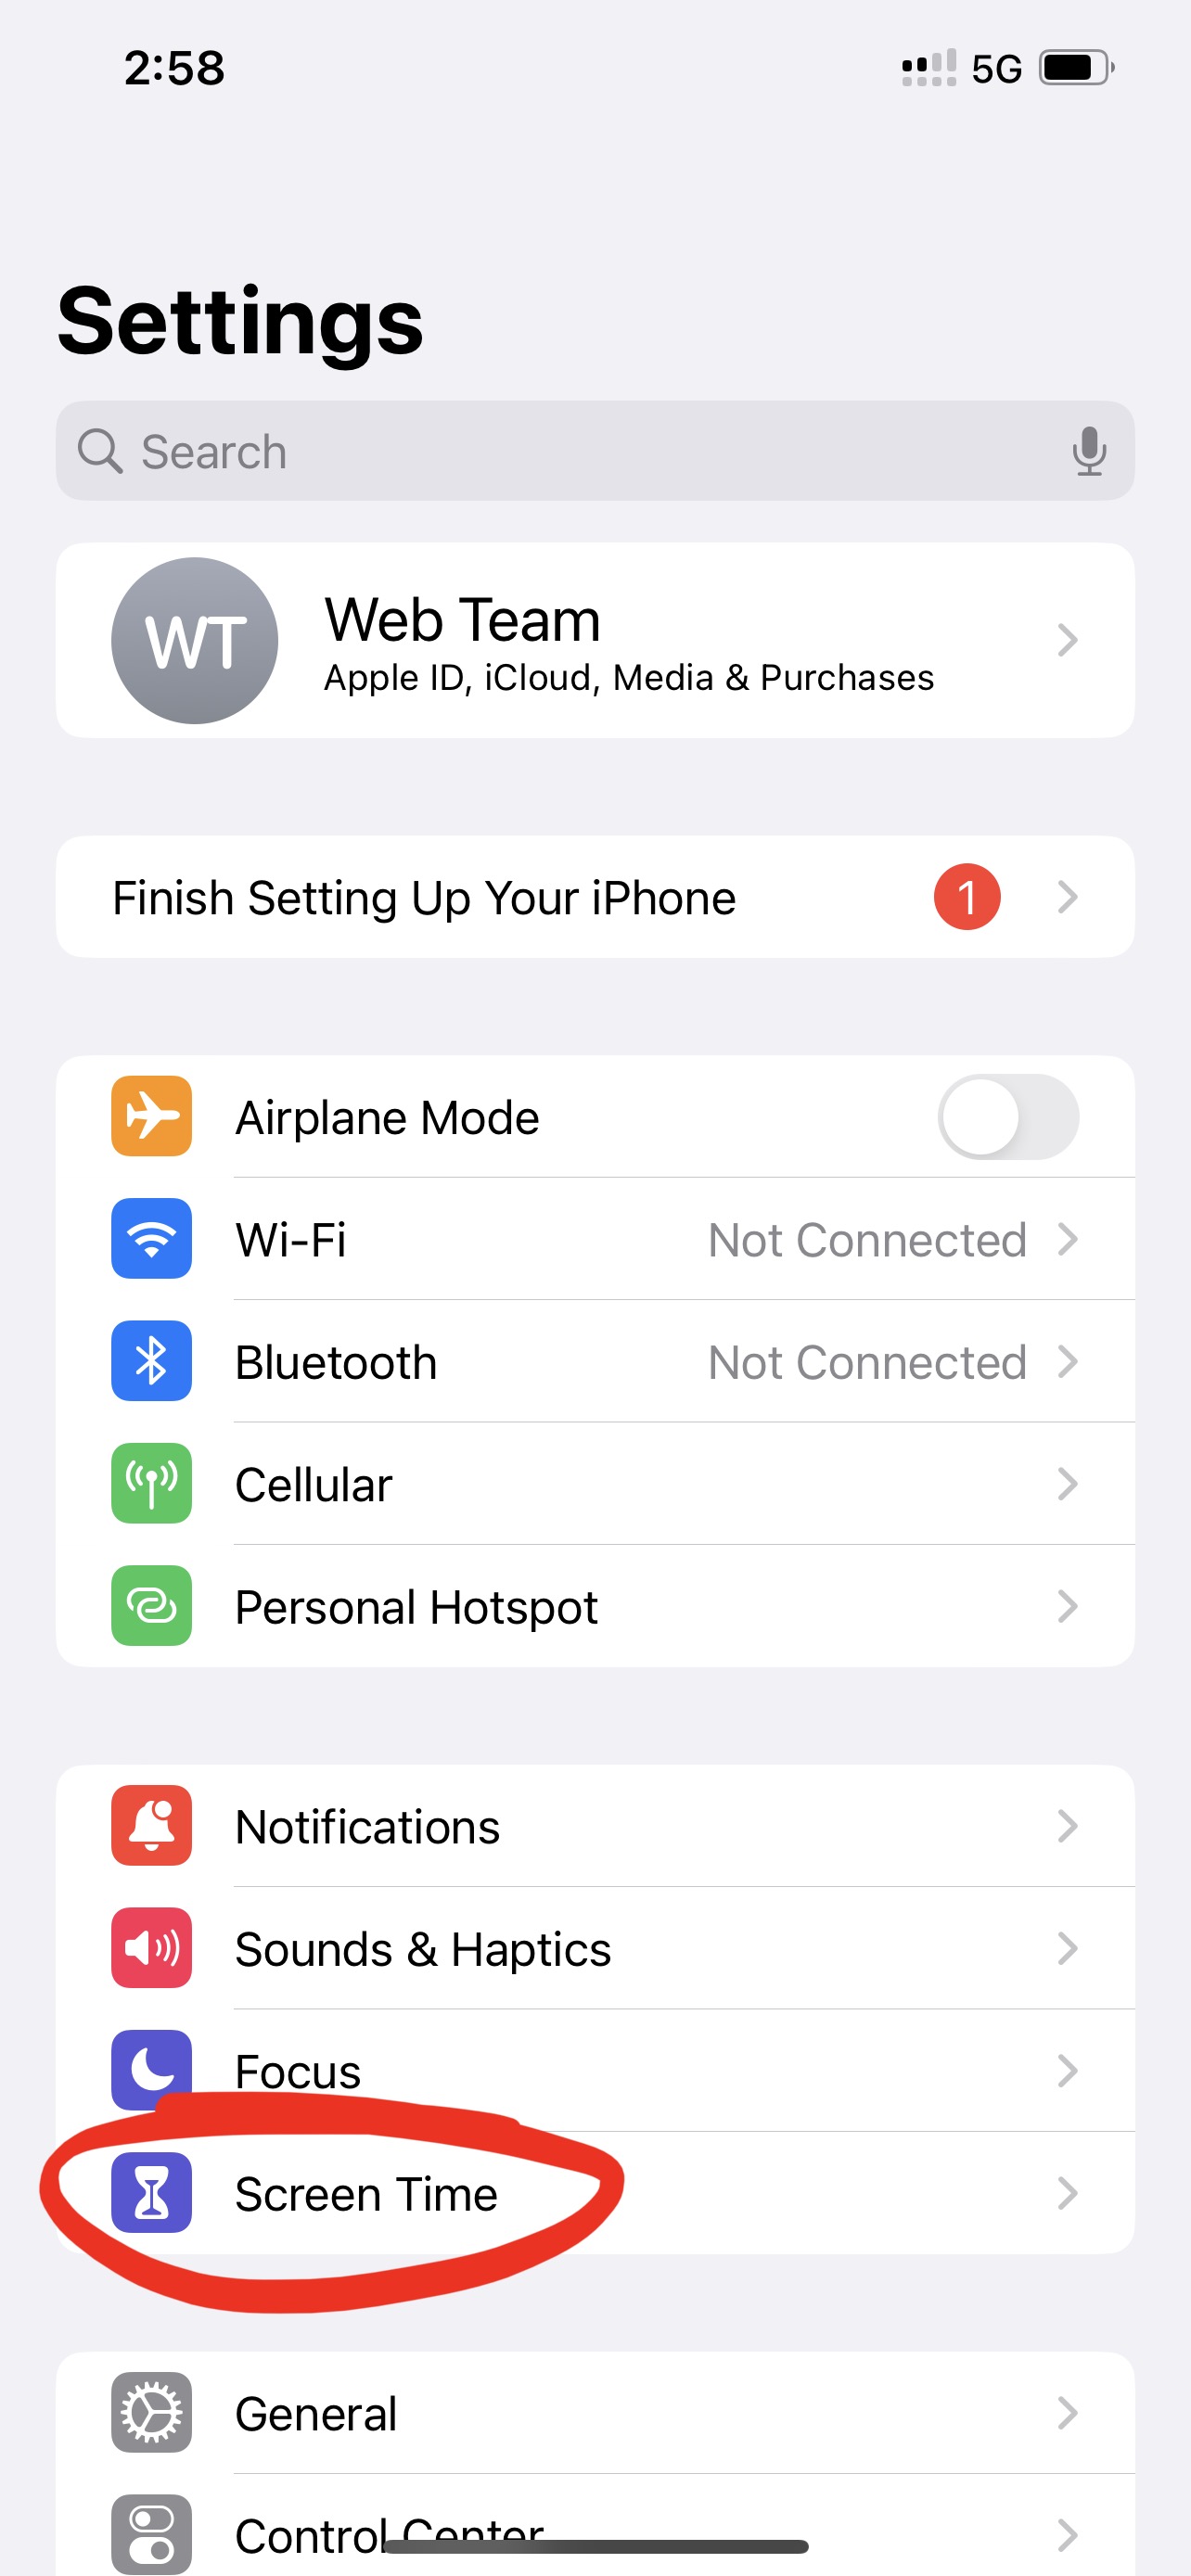 2:58 5G
Settings
Search
WT
Web Team
Apple ID, iCloud, Media & Purchases
Finish Setting Up Your iPhone 1
Airplane Mode
Wi-Fi Not Connected
Bluetooth Not Connected
Cellular
Personal Hotspot
Notifications
Sounds & Haptics
Focus
Screen Time
General
Control Center